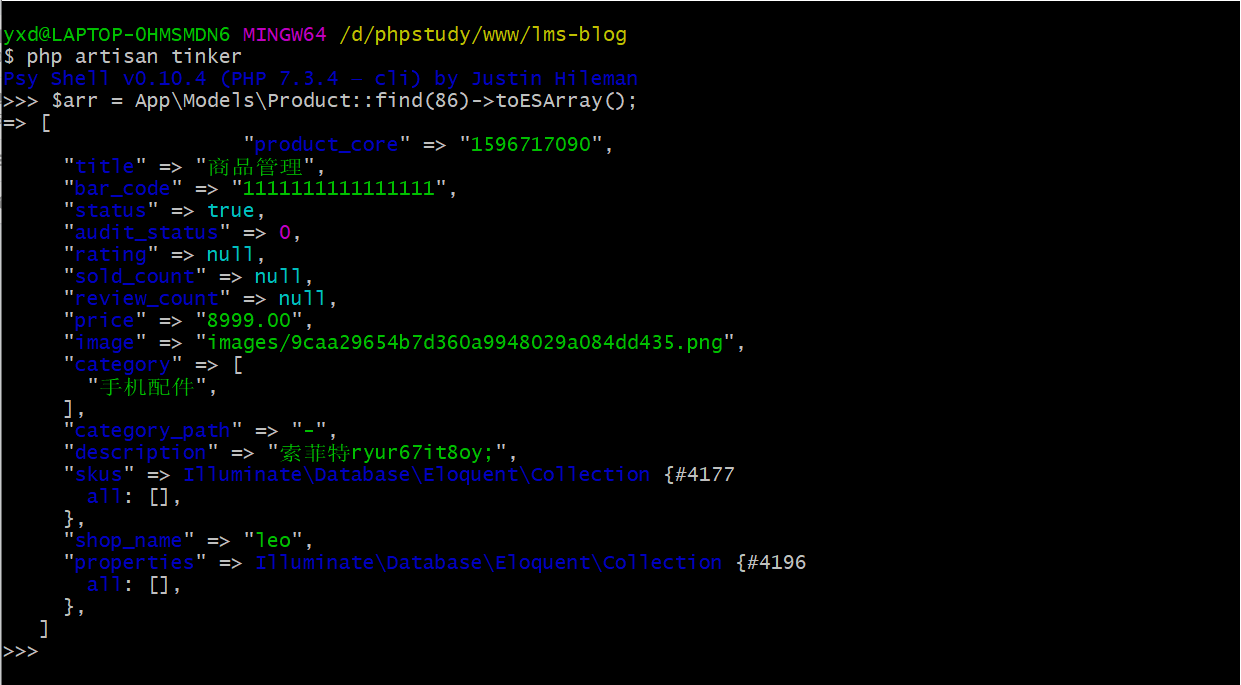 yxd@LAPTOP-OHMSMDN6 MINGW64 /d/phpstudy/www/lms-blog
$ php artisan tinker
Psy Shell v0.10.4 (PHP 7.3.4 — cli) by Justin Hileman
>>> $arr = App\Models\Product::find(86)->toESArray();
=> [
"product_core" => "1596717090",
"title" => "商品管理",
"bar_code" => "1111111111111111",
"status" => true,
"audit_status" => 0,
"rating" => null,
"sold_count" => null,
"review_count" => null,
"price" => "8999.00",
"image" => "images/9caa29654b7d360a9948029a084dd435.png",
"category" => [
"手机配件",
],
"category_path" => "-",
"description" => "索菲特ryur67it8oy;",
"skus" => Illuminate\Database\Eloquent\Collection {#4177
all: [],
},
"shop_name" => "leo",
"properties" => Illuminate\Database\Eloquent\Collection {#4196
all: [],
},
]
>>>